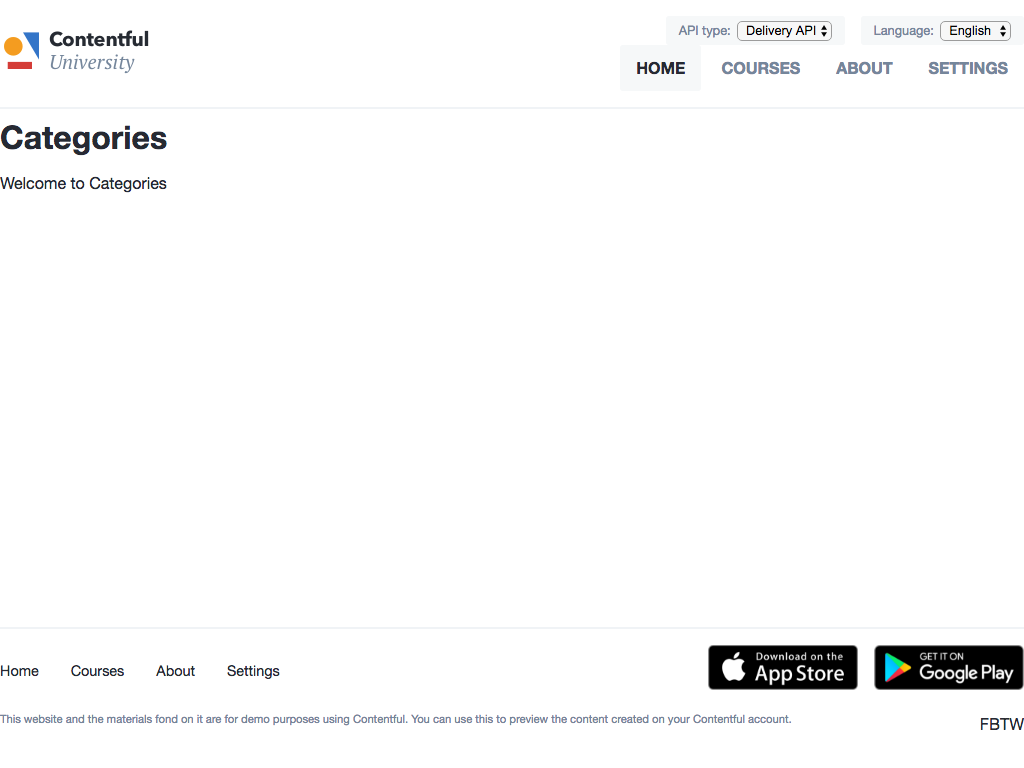 Contentful
University
API type: Delivery API
Language: English
HOME COURSES ABOUT SETTINGS
Categories
Welcome to Categories
Home Courses About Settings
Download on the
App Store
GET IT ON
Google Play
This website and the materials fond on it are for demo purposes using Contentful. You can use this to preview the content created on your Contentful account.
FBTW